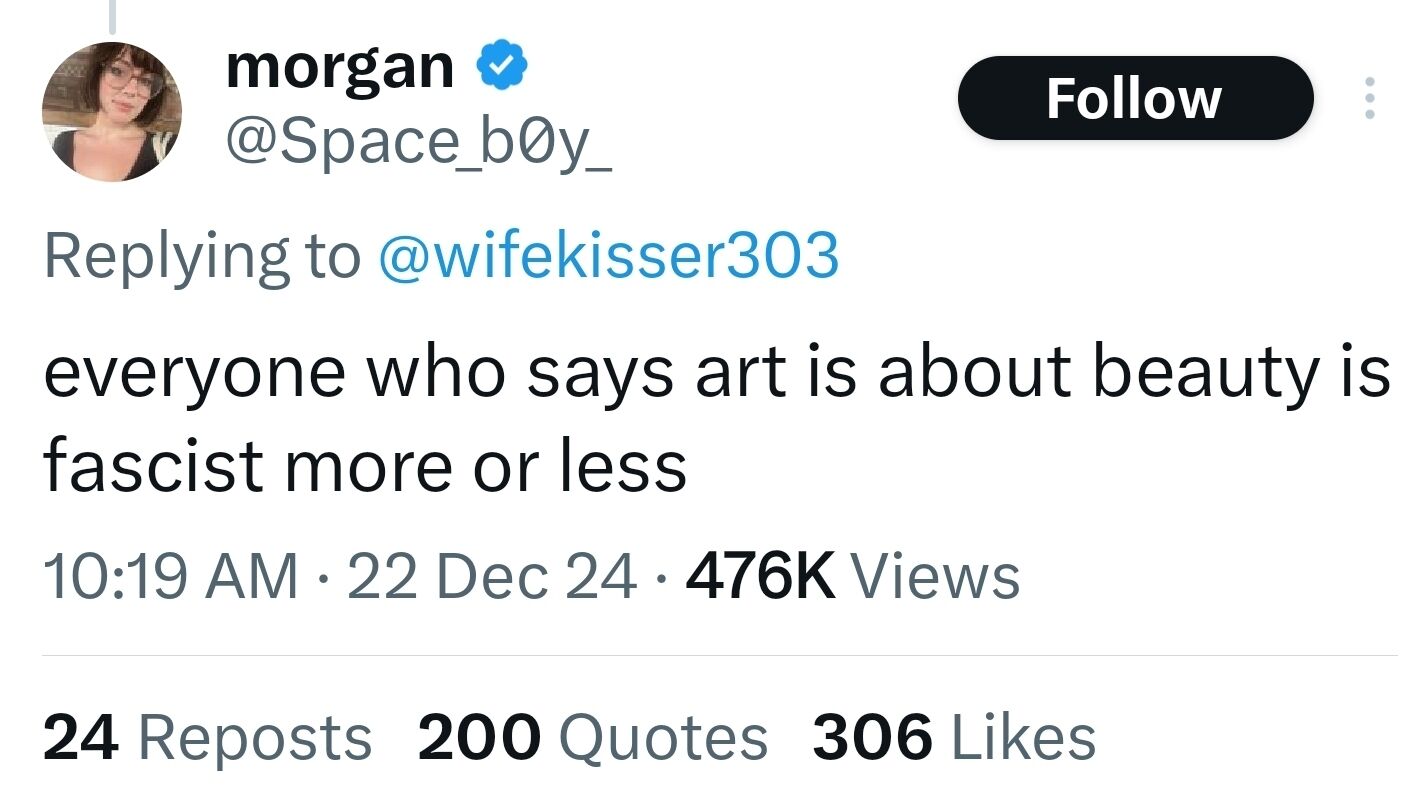 morgan
@Space_b0y_
Follow
Replying to @wifekisser303
everyone who says art is about beauty is
fascist more or less
10:19 AM · 22 Dec 24 · 476K Views
24 Reposts 200 Quotes 306 Likes